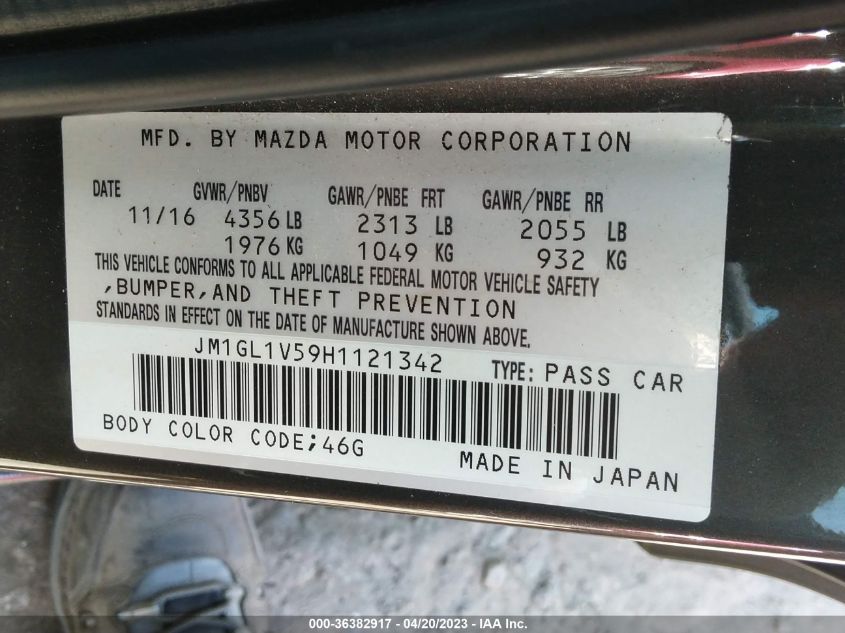 MFD. BY MAZDA MOTOR CORPORATION
DATE GVWR/PNBV GAWR/PNBE FRT GAWR/PNBE RR
11/16 4356 LB 2313 LB 2055 LB
1976 KG 1049 KG 932 KG
THIS VEHICLE CONFORMS TO ALL APPLICABLE FEDERAL MOTOR VEHICLE SAFETY
,BUMPER,AND THEFT PREVENTION
STANDARDS IN EFFECT ON THE DATE OF MANUFACTURE SHOWN ABOVE.
JM1GL1V59H1121342 TYPE: PASS CAR
BODY COLOR CODE;46G
MADE IN JAPAN
000-36382917 - 04/20/2023 - IAA Inc.